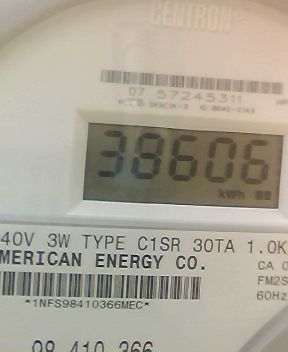 CENTRON®
07 57245311
38606
kWh
40V 3W TYPE C1SR 30TA 1.0K
MERICAN ENERGY CO.
CA 0
FM2S
60Hz
*1NFS98410366MEC*
98 410 366